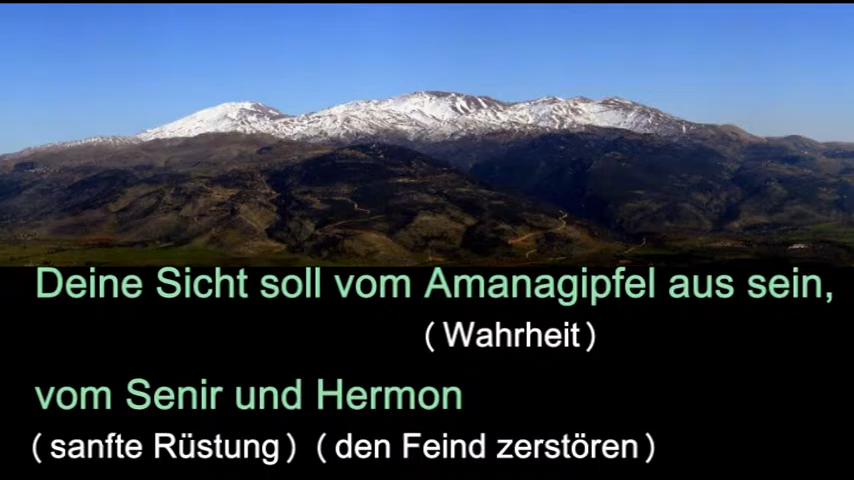 Deine Sicht soll vom Amanagipfel aus sein,
(Wahrheit)
vom Senir und Hermon
(sanfte Rüstung) (den Feind zerstören)